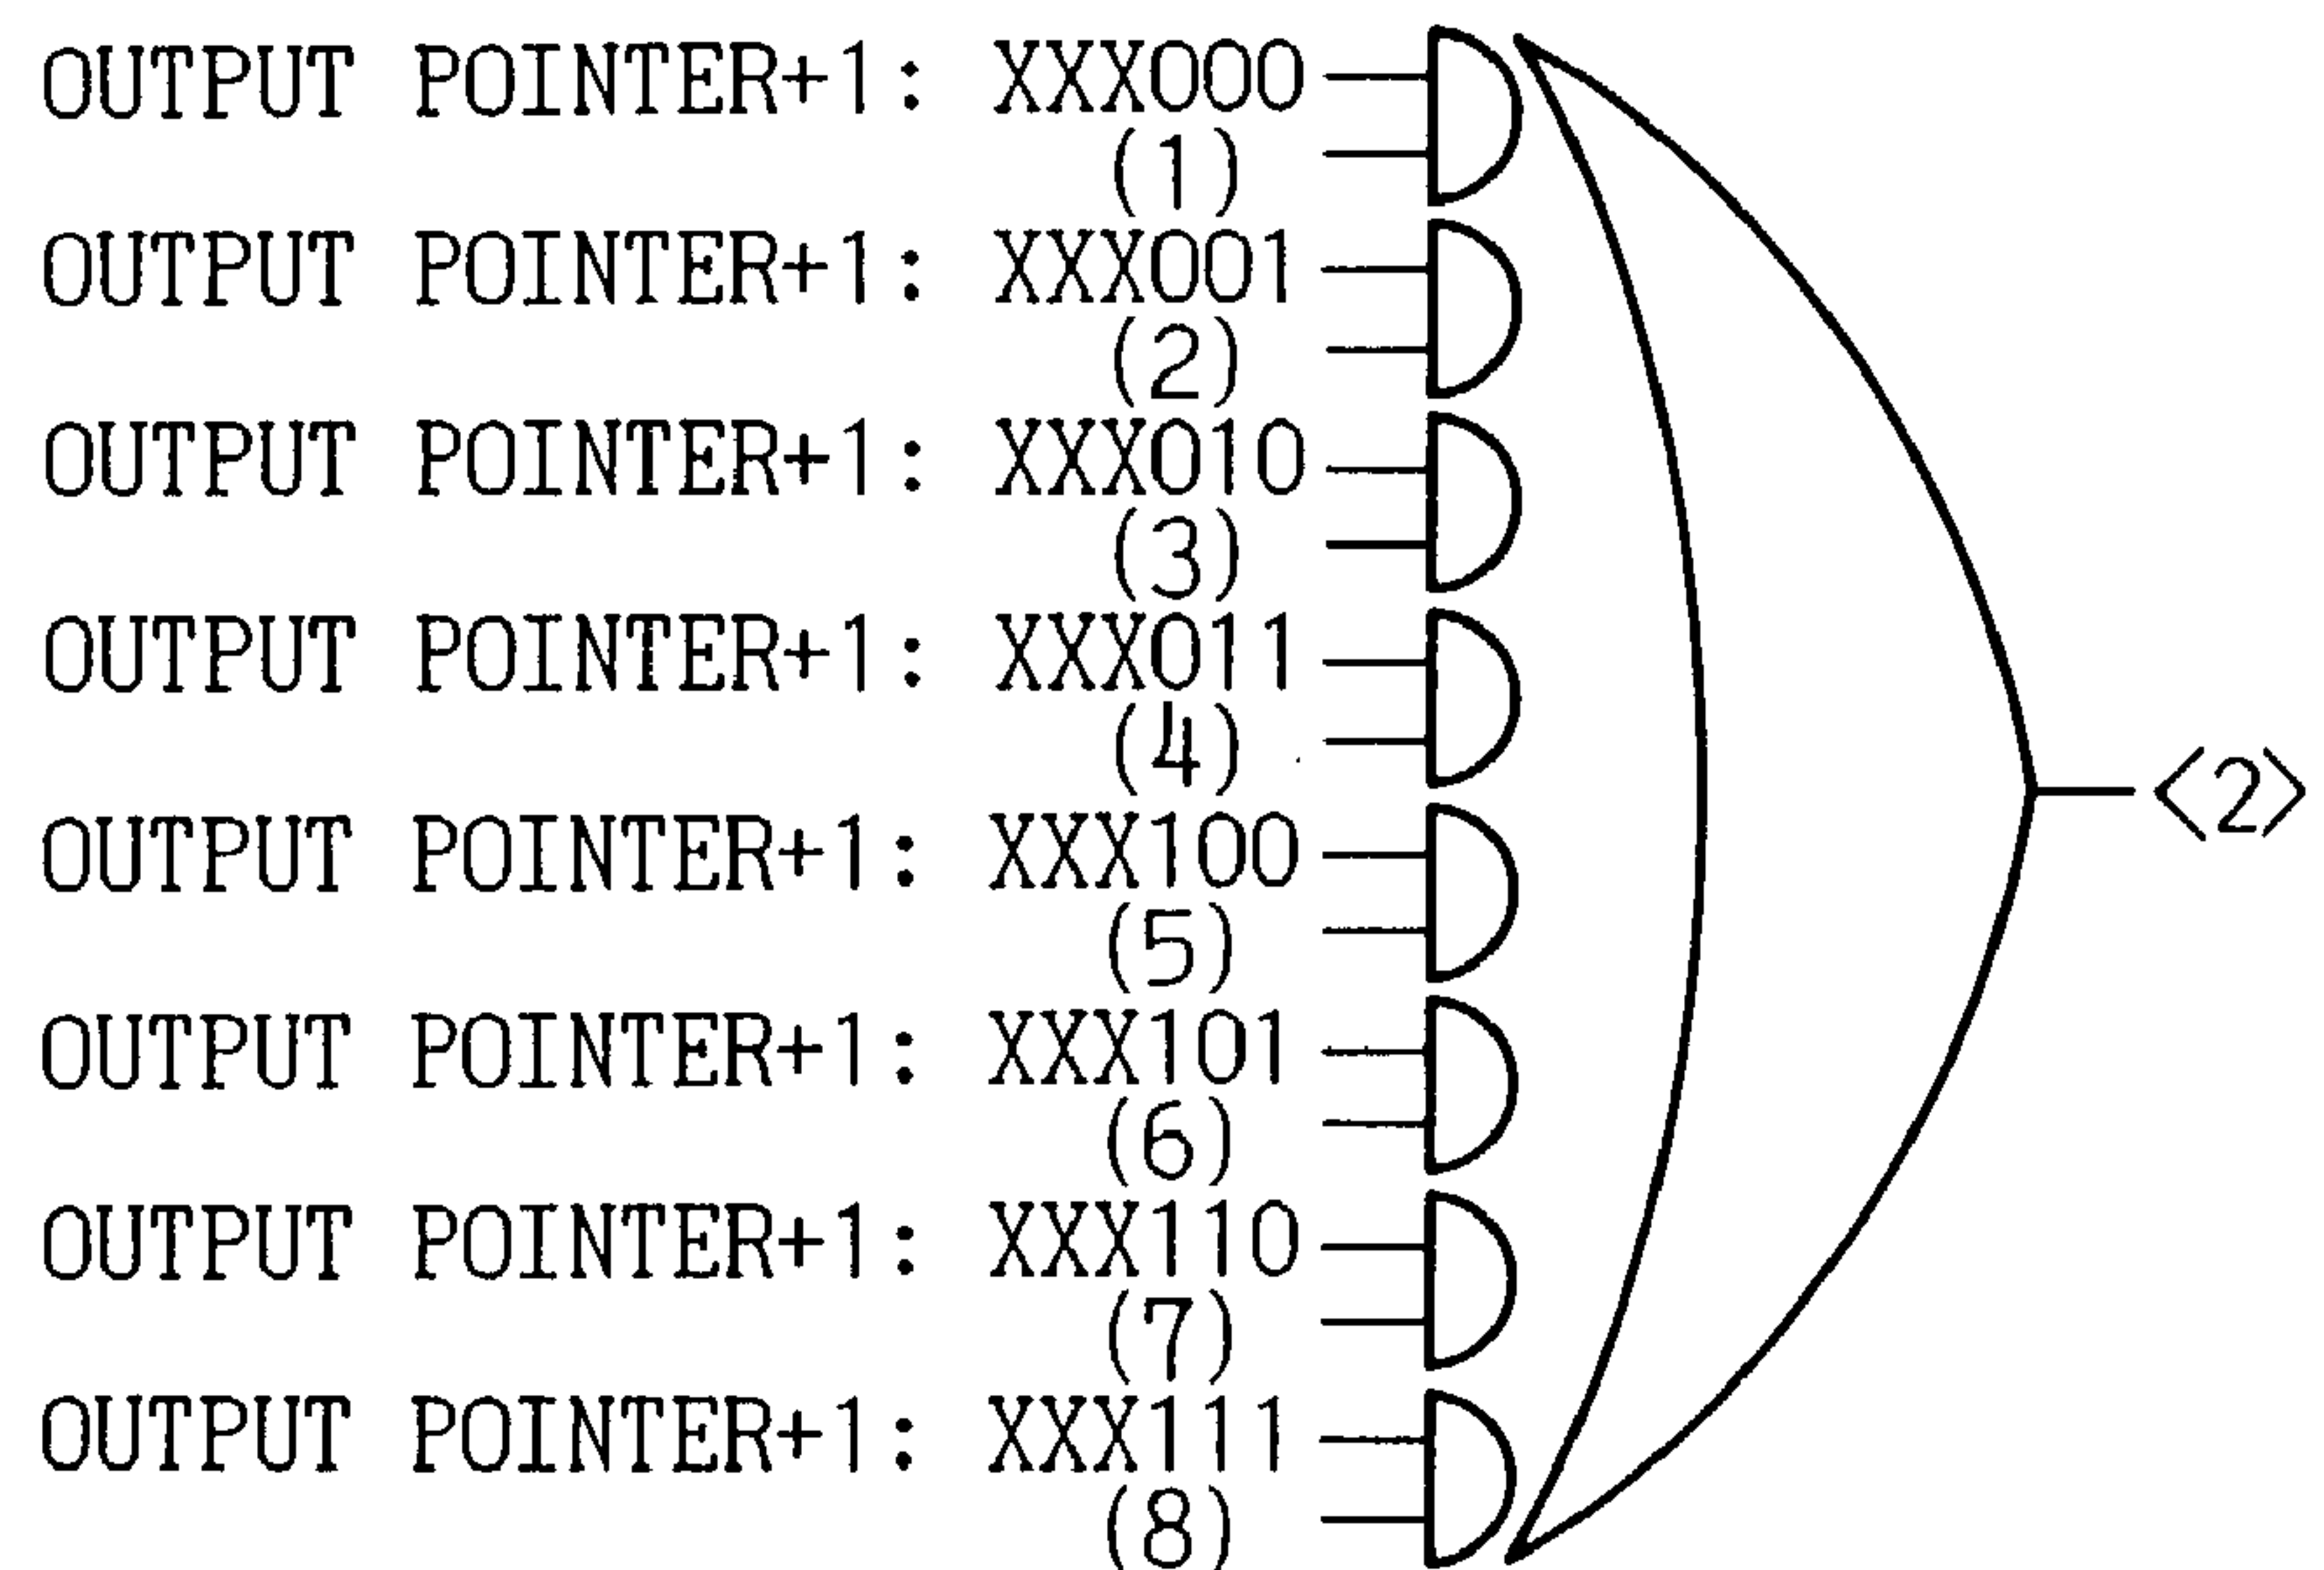 OUTPUT POINTER+1: XXX000
(1)
OUTPUT POINTER+1: XXX001
(2)
OUTPUT POINTER+1: XXX010
(3)
OUTPUT POINTER+1: XXX011
(4)
<2>
OUTPUT POINTER+1: XXX100
(5)
OUTPUT POINTER+1: XXX101
(6)
OUTPUT POINTER+1: XXX110
(7)
OUTPUT POINTER+1: XXX111
(8)